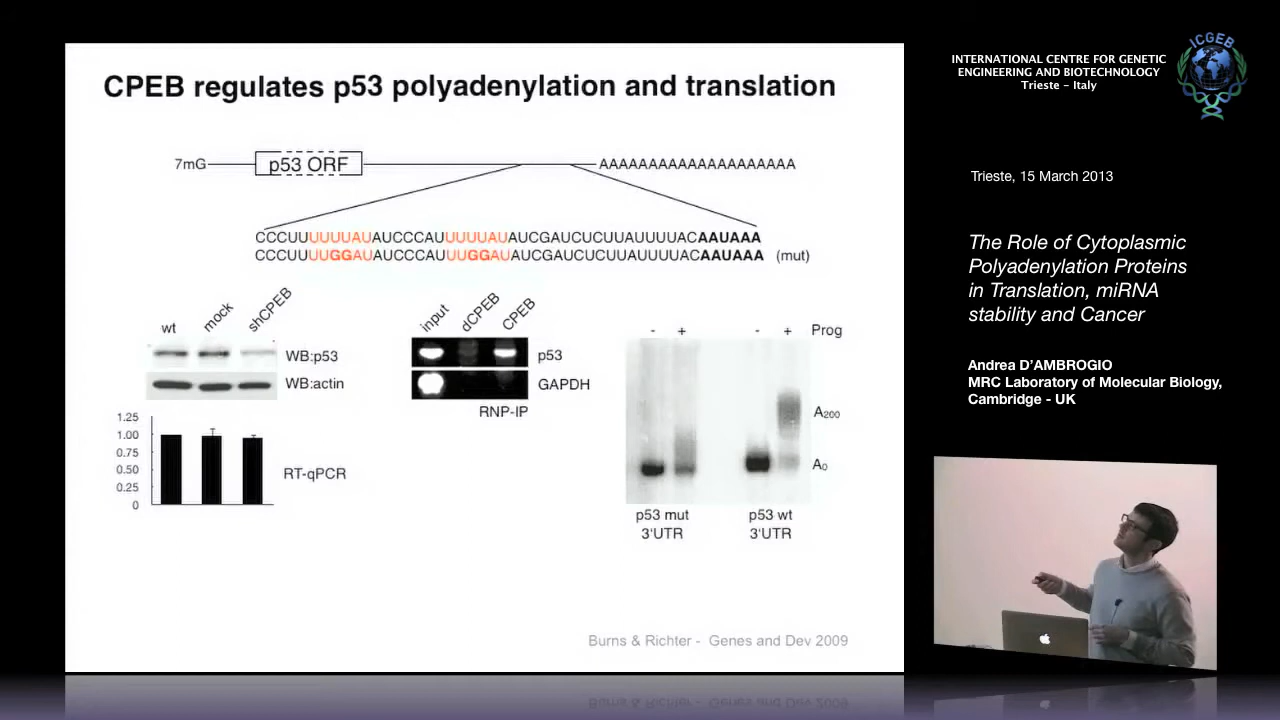 CPEB regulates p53 polyadenylation and translation
7mG
p53 ORF
AAAAAAAAAAAAAAAAAAAA
CCCUUUUUUAUAUCCCAUUUUUAUAUCGAUCUCUUAUUUUACAAUAAA
CCCUUUUGGAUAUCCCAUUUGGAUAUCGAUCUCUUAUUUUACAAUAAA (mut)
wt mock shCPEB
WB:p53
WB:actin
1.25
1.00
0.75
0.50
0.25
0
RT-qPCR
input dCPEB CPEB
p53
GAPDH
RNP-IP
- + - + Prog
A200
A0
p53 mut
3'UTR
p53 wt
3'UTR
Burns & Richter - Genes and Dev 2009
INTERNATIONAL CENTRE FOR GENETIC
ENGINEERING AND BIOTECHNOLOGY
Trieste - Italy
ICGEB
Trieste, 15 March 2013
The Role of Cytoplasmic
Polyadenylation Proteins
in Translation, miRNA
stability and Cancer
Andrea D'AMBROGIO
MRC Laboratory of Molecular Biology,
Cambridge - UK